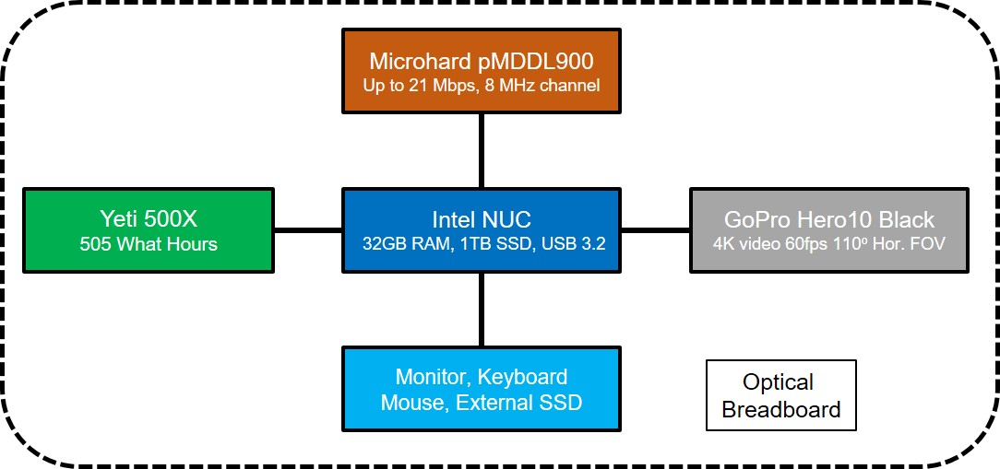 Microhard pMDDL900
Up to 21 Mbps, 8 MHz channel
Yeti 500X
505 What Hours
Intel NUC
32GB RAM, 1TB SSD, USB 3.2
GoPro Hero10 Black
4K video 60fps 110º Hor. FOV
Monitor, Keyboard
Mouse, External SSD
Optical
Breadboard